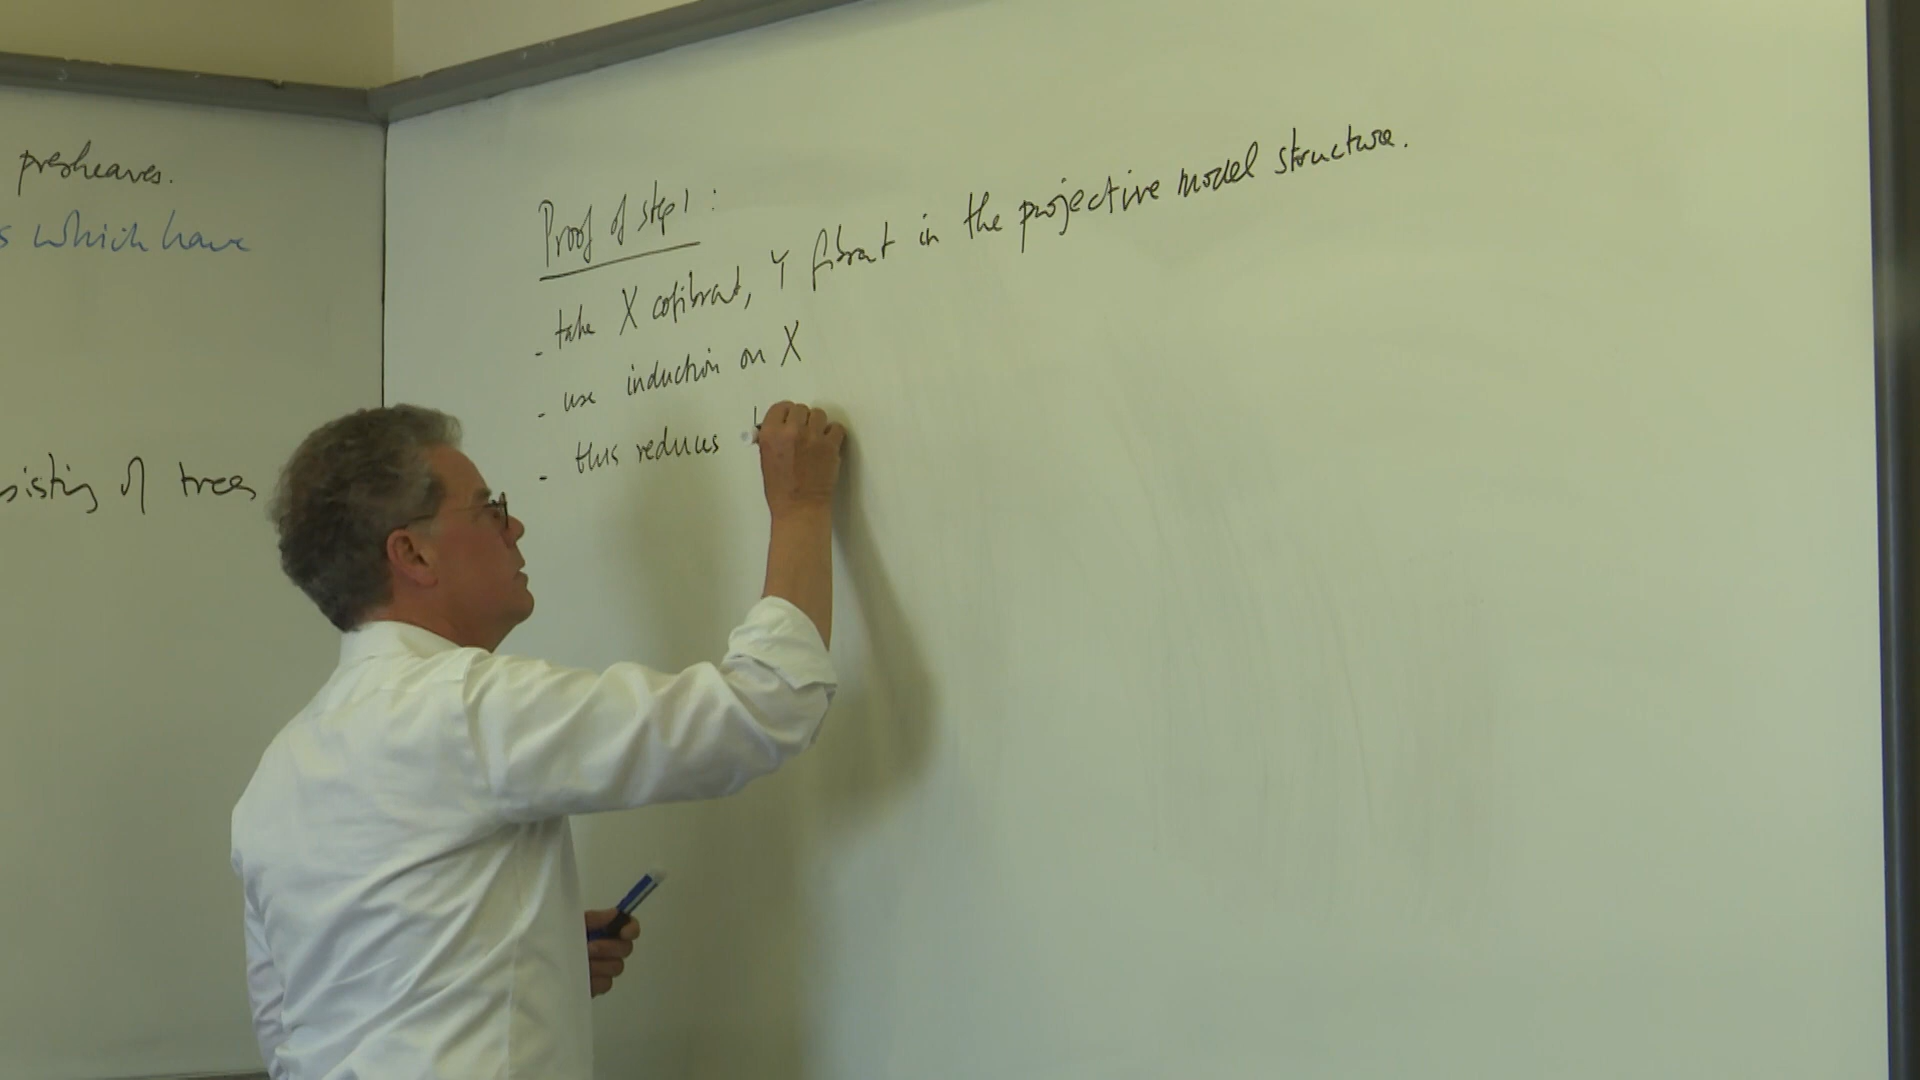 presheaves.
s which have
sisting of trees
Proof of step 1 :
- take X cofibrant, Y fibrant in the projective model structure.
- use induction on X
- this reduces t